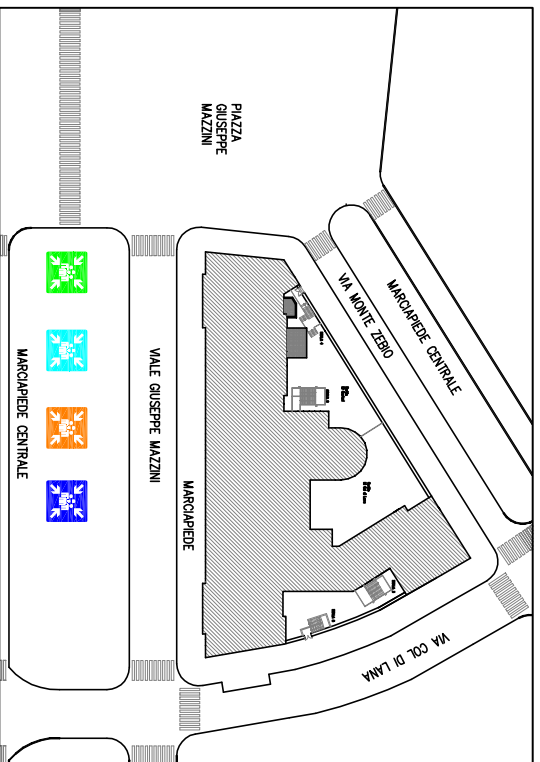 PIAZZA
GIUSEPPE
MAZZINI
MARCIAPIEDE CENTRALE
VIA MONTE ZEBIO
VIALE GIUSEPPE MAZZINI
MARCIAPIEDE
MARCIAPIEDE CENTRALE
VIA COL DI LANA